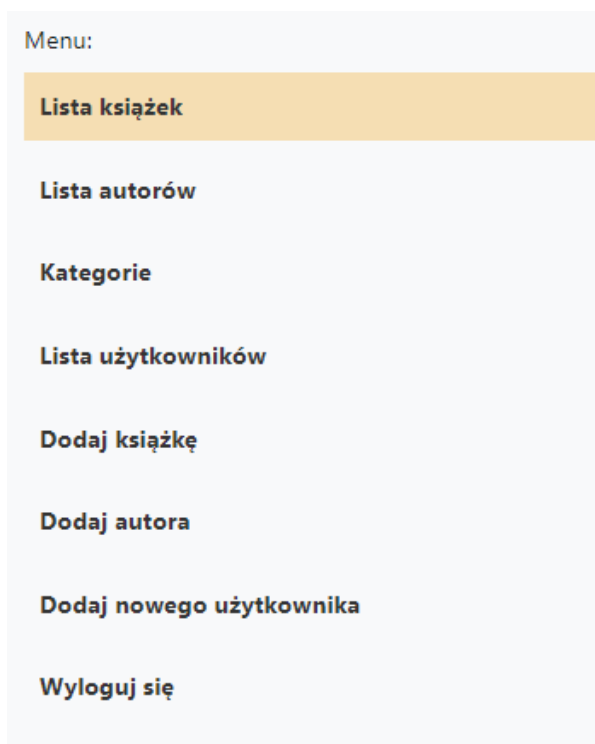 Menu:
Lista książek
Lista autorów
Kategorie
Lista użytkowników
Dodaj książkę
Dodaj autora
Dodaj nowego użytkownika
Wyloguj się